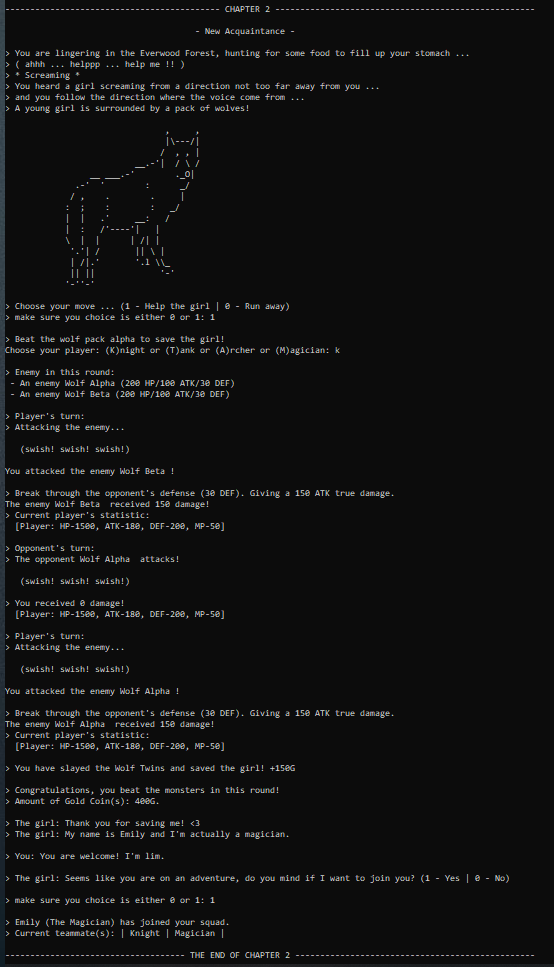 ------------------------------------------- CHAPTER 2 ----------------------------------------------------
- New Acquaintance -
> You are lingering in the Everwood Forest, hunting for some food to fill up your stomach ...
> ( ahhh ... helppp ... help me !! )
> * Screaming *
> You heard a girl screaming from a direction not too far away from you ...
> and you follow the direction where the voice come from ...
> A young girl is surrounded by a pack of wolves!
> Choose your move ... (1 - Help the girl | 0 - Run away)
> make sure you choice is either 0 or 1: 1
> Beat the wolf pack alpha to save the girl!
Choose your player: (K)night or (T)ank or (A)rcher or (M)agician: k
> Enemy in this round:
- An enemy Wolf Alpha (200 HP/100 ATK/30 DEF)
- An enemy Wolf Beta (200 HP/100 ATK/30 DEF)
> Player's turn:
> Attacking the enemy...
(swish! swish! swish!)
You attacked the enemy Wolf Beta !
> Break through the opponent's defense (30 DEF). Giving a 150 ATK true damage.
The enemy Wolf Beta  received 150 damage!
> Current player's statistic:
[Player: HP-1500, ATK-180, DEF-200, MP-50]
> Opponent's turn:
> The opponent Wolf Alpha  attacks!
(swish! swish! swish!)
> You received 0 damage!
[Player: HP-1500, ATK-180, DEF-200, MP-50]
> Player's turn:
> Attacking the enemy...
(swish! swish! swish!)
You attacked the enemy Wolf Alpha !
> Break through the opponent's defense (30 DEF). Giving a 150 ATK true damage.
The enemy Wolf Alpha  received 150 damage!
> Current player's statistic:
[Player: HP-1500, ATK-180, DEF-200, MP-50]
> You have slayed the Wolf Twins and saved the girl! +150G
> Congratulations, you beat the monsters in this round!
> Amount of Gold Coin(s): 400G.
> The girl: Thank you for saving me! <3
> The girl: My name is Emily and I'm actually a magician.
> You: You are welcome! I'm lim.
> The girl: Seems like you are on an adventure, do you mind if I want to join you? (1 - Yes | 0 - No)
> make sure you choice is either 0 or 1: 1
> Emily (The Magician) has joined your squad.
> Current teammate(s): | Knight | Magician |
------------------------------------ THE END OF CHAPTER 2 ------------------------------------------------